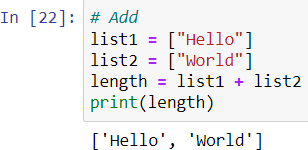 In [22]: # Add
list1 = ["Hello"]
list2 = ["World"]
length = list1 + list2
print(length)
['Hello', 'World']